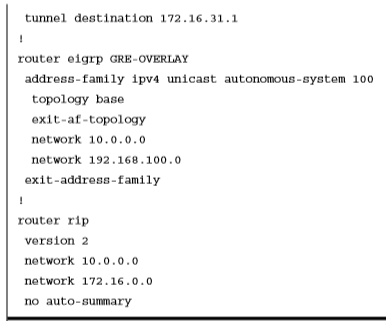 tunnel destination 172.16.31.1
!
router eigrp GRE-OVERLAY
address-family ipv4 unicast autonomous-system 100
topology base
exit-af-topology
network 10.0.0.0
network 192.168.100.0
exit-address-family
!
router rip
version 2
network 10.0.0.0
network 172.16.0.0
no auto-summary